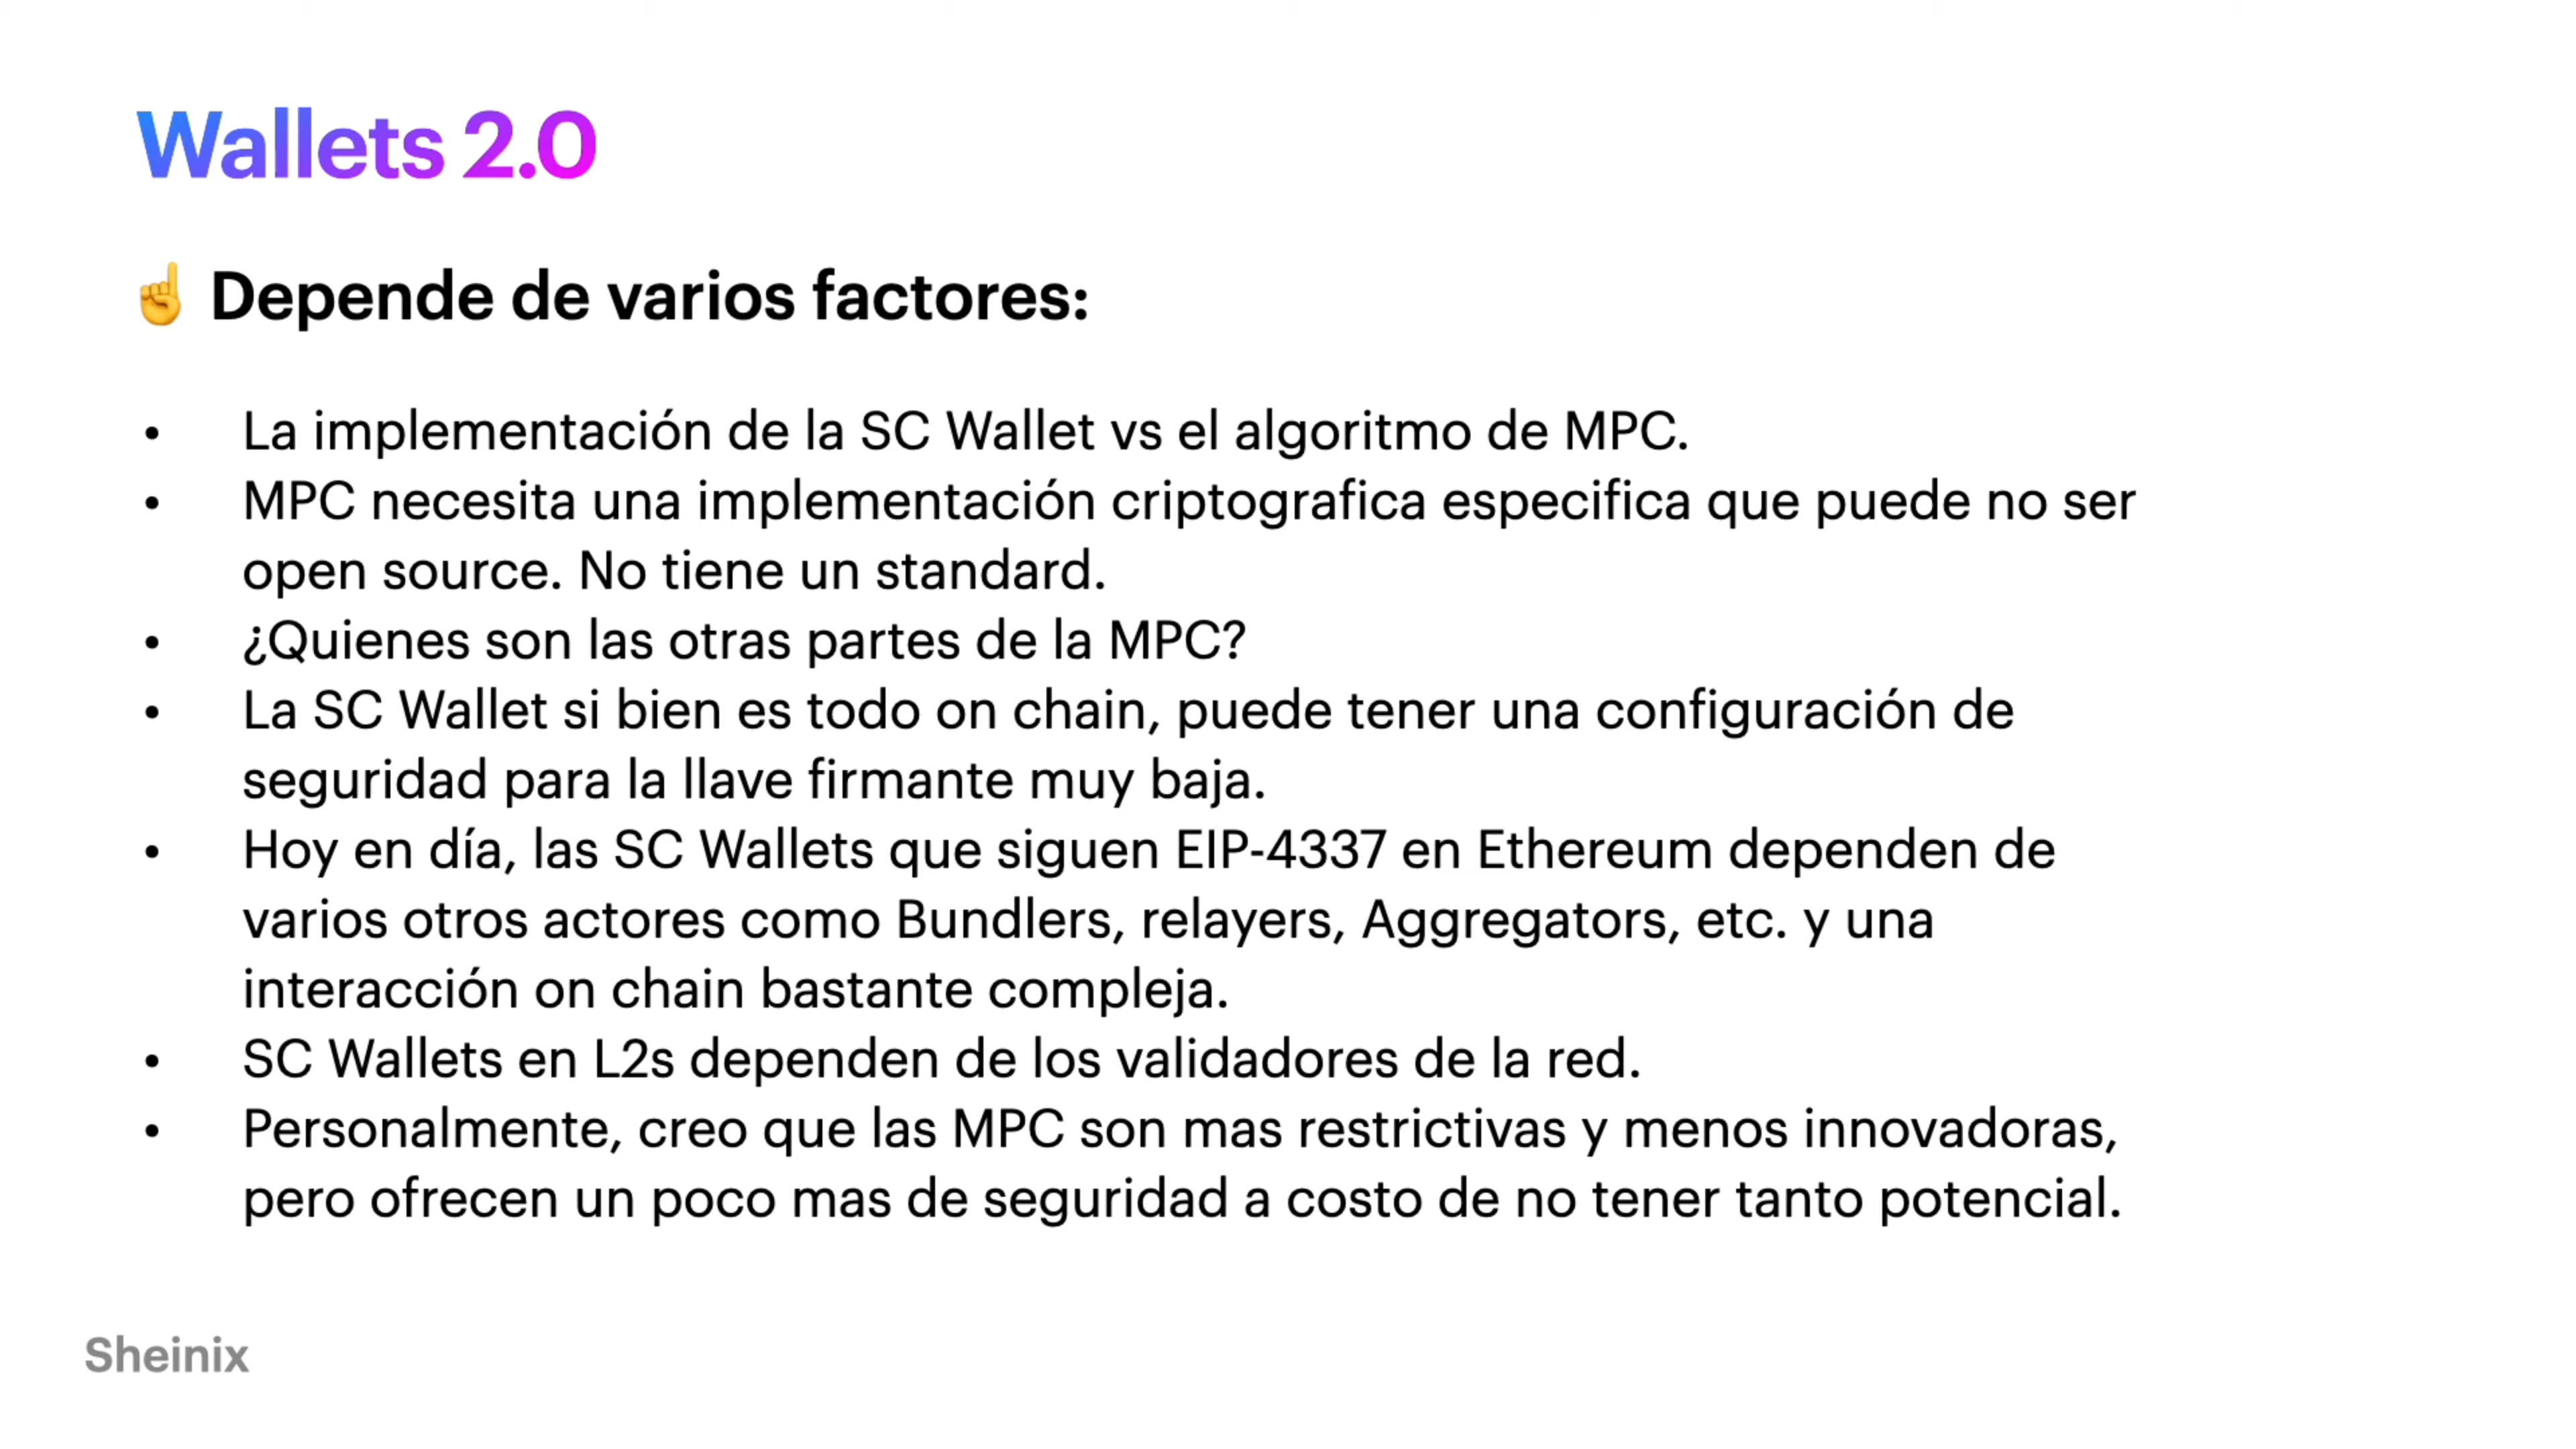 Wallets 2.0
☝️ Depende de varios factores:
• La implementación de la SC Wallet vs el algoritmo de MPC.
• MPC necesita una implementación criptografica especifica que puede no ser
open source. No tiene un standard.
• ¿Quienes son las otras partes de la MPC?
• La SC Wallet si bien es todo on chain, puede tener una configuración de
seguridad para la llave firmante muy baja.
• Hoy en día, las SC Wallets que siguen EIP-4337 en Ethereum dependen de
varios otros actores como Bundlers, relayers, Aggregators, etc. y una
interacción on chain bastante compleja.
• SC Wallets en L2s dependen de los validadores de la red.
• Personalmente, creo que las MPC son mas restrictivas y menos innovadoras,
pero ofrecen un poco mas de seguridad a costo de no tener tanto potencial.
Sheinix